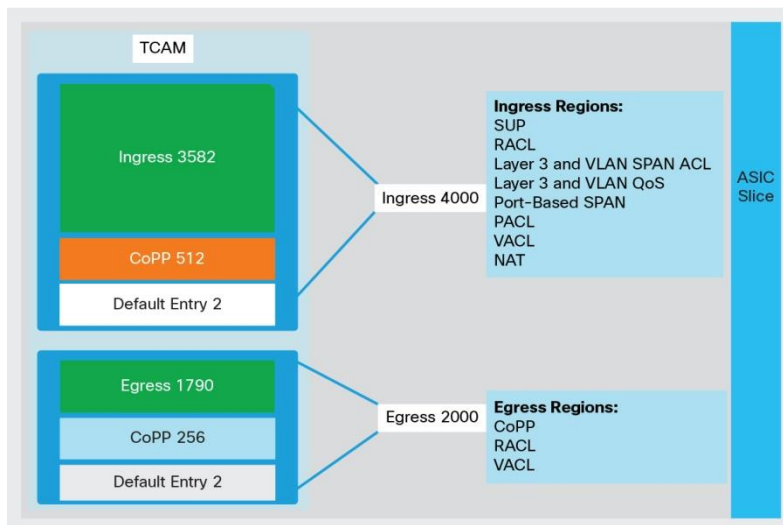 TCAM
Ingress 3582
CoPP 512
Default Entry 2
Ingress 4000
Ingress Regions:
SUP
RACL
Layer 3 and VLAN SPAN ACL
Layer 3 and VLAN QoS
Port-Based SPAN
PACL
VACL
NAT
ASIC
Slice
Egress 1790
CoPP 256
Default Entry 2
Egress 2000
Egress Regions:
CoPP
RACL
VACL